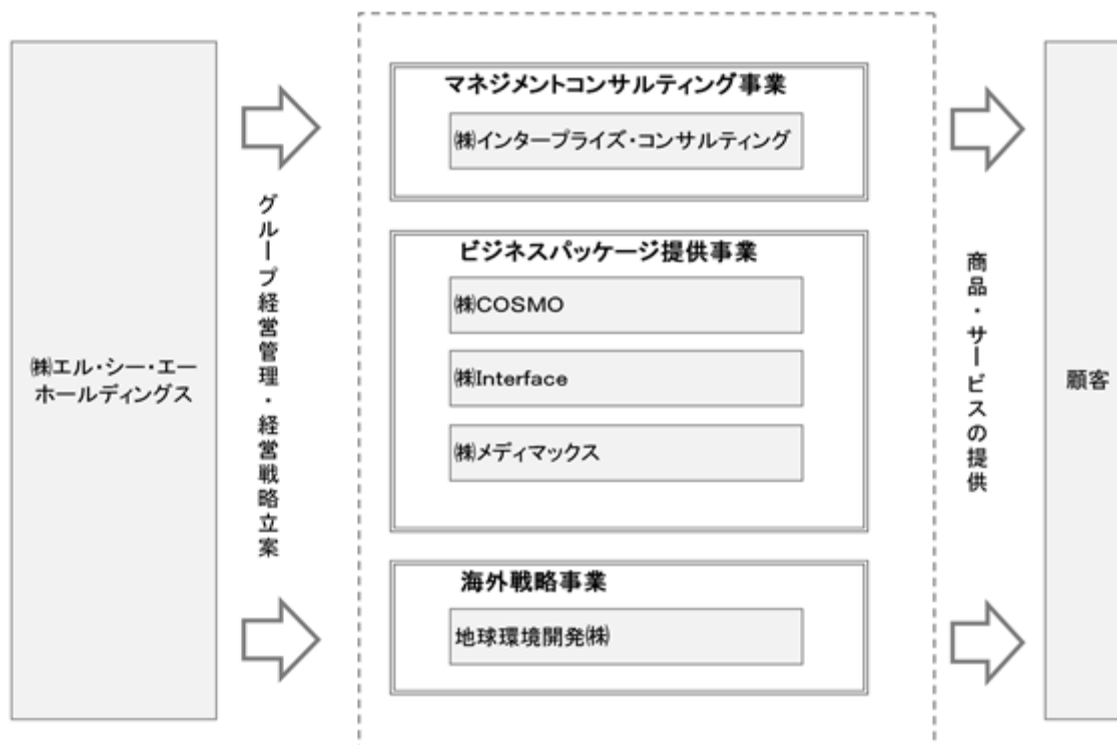 ㈱エル・シー・エー
ホールディングス
グループ経営管理・経営戦略立案
マネジメントコンサルティング事業
㈱インタープライズ・コンサルティング
ビジネスパッケージ提供事業
㈱COSMO
㈱Interface
㈱メディマックス
海外戦略事業
地球環境開発㈱
商品・サービスの提供
顧客